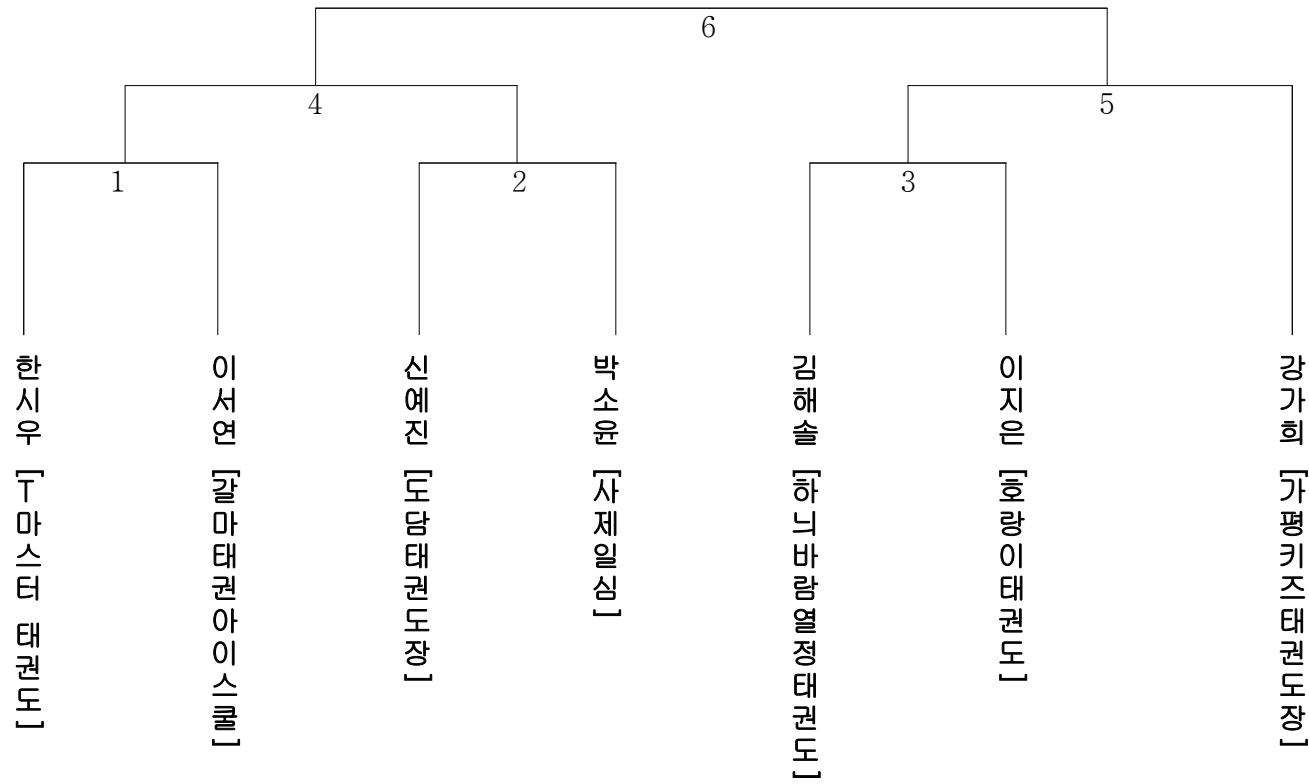 6
4
5
1
2
3
한시우 [T마스터 태권도]
이서연 [갈마태권아이스쿨]
신예진 [도담태권도장]
박소윤 [사제일심]
김해솔 [하늬바람열정태권도]
이지은 [호랑이태권도]
강가희 [가평키즈태권도장]